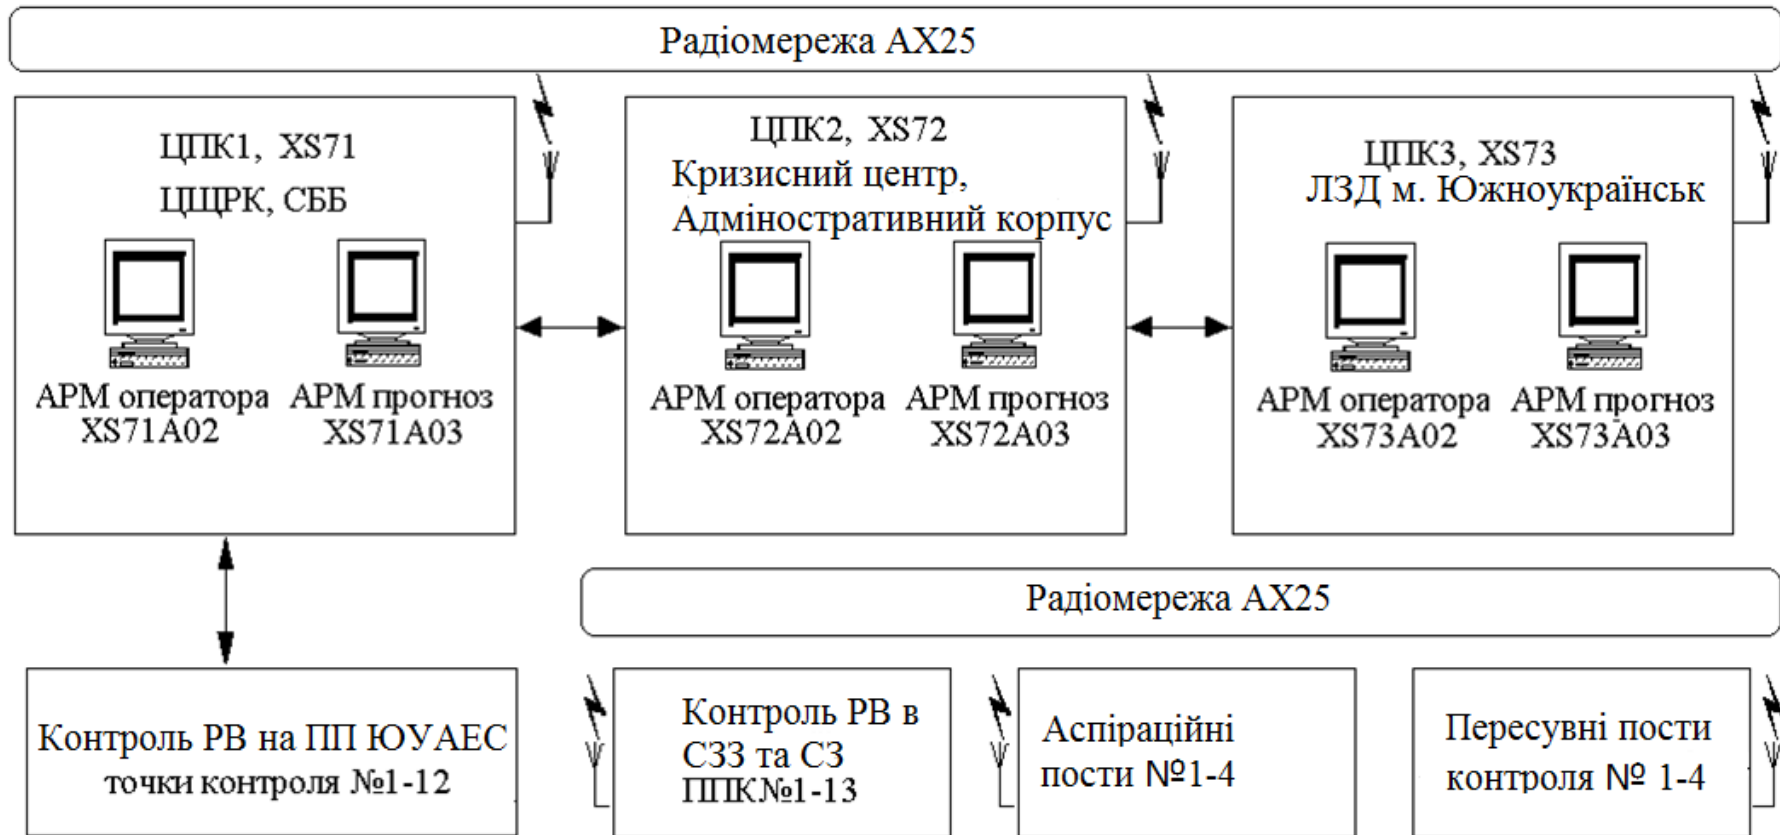 Радіомережа AX25
ЦПК1, XS71
ЦЩРК, СББ
АРМ оператора
XS71A02
АРМ прогноз
XS71A03
ЦПК2, XS72
Кризисний центр,
Адміностративний корпус
АРМ оператора
XS72A02
АРМ прогноз
XS72A03
ЦПК3, XS73
ЛЗД м. Южноукраїнськ
АРМ оператора
XS73A02
АРМ прогноз
XS73A03
Радіомережа AX25
Контроль РВ на ПП ЮУАЕС
точки контроля №1-12
Контроль РВ в
СЗЗ та СЗ
ППК№1-13
Аспіраційні
пости №1-4
Пересувні пости
контроля № 1-4